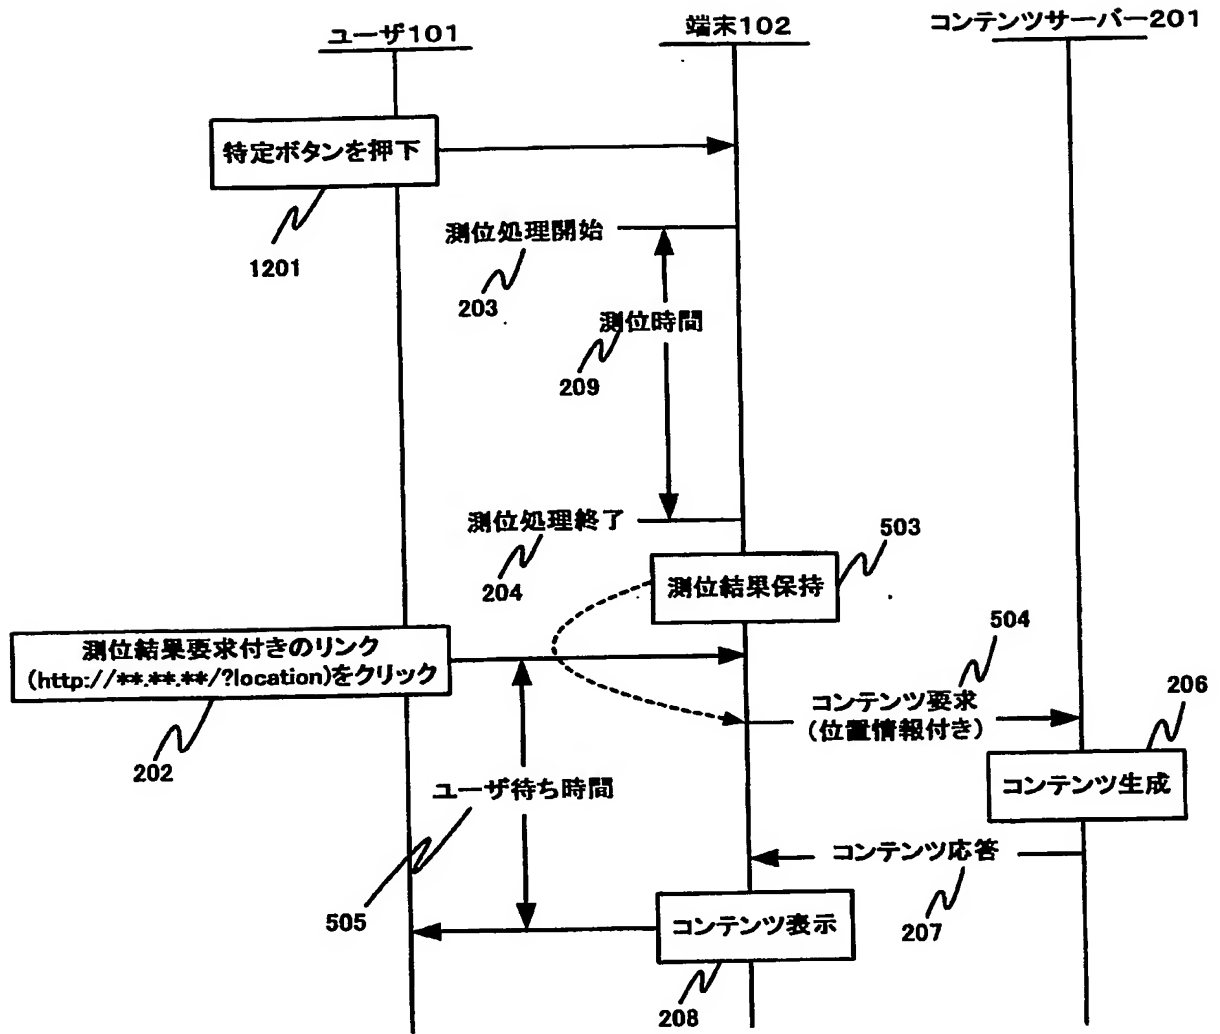 ユーザ101
端末102
コンテンツサーバー201
特定ボタンを押下
1201
測位処理開始
203
測位時間
209
測位処理終了
204
503
測位結果保持
測位結果要求付きのリンク
(http://**.**.**/?location)をクリック
202
504
コンテンツ要求
(位置情報付き)
206
コンテンツ生成
ユーザ待ち時間
505
コンテンツ応答
207
コンテンツ表示
208